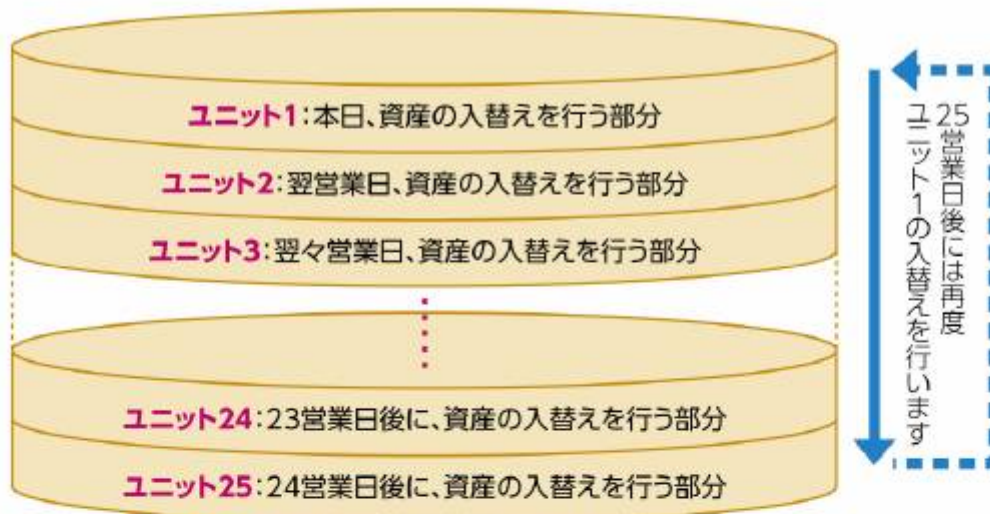 ユニット1:本日、資産の入替えを行う部分
ユニット2:翌営業日、資産の入替えを行う部分
ユニット3:翌々営業日、資産の入替えを行う部分
ユニット24:23営業日後に、資産の入替えを行う部分
ユニット25:24営業日後に、資産の入替えを行う部分
25営業日後には再度
ユニット1の入替えを行います